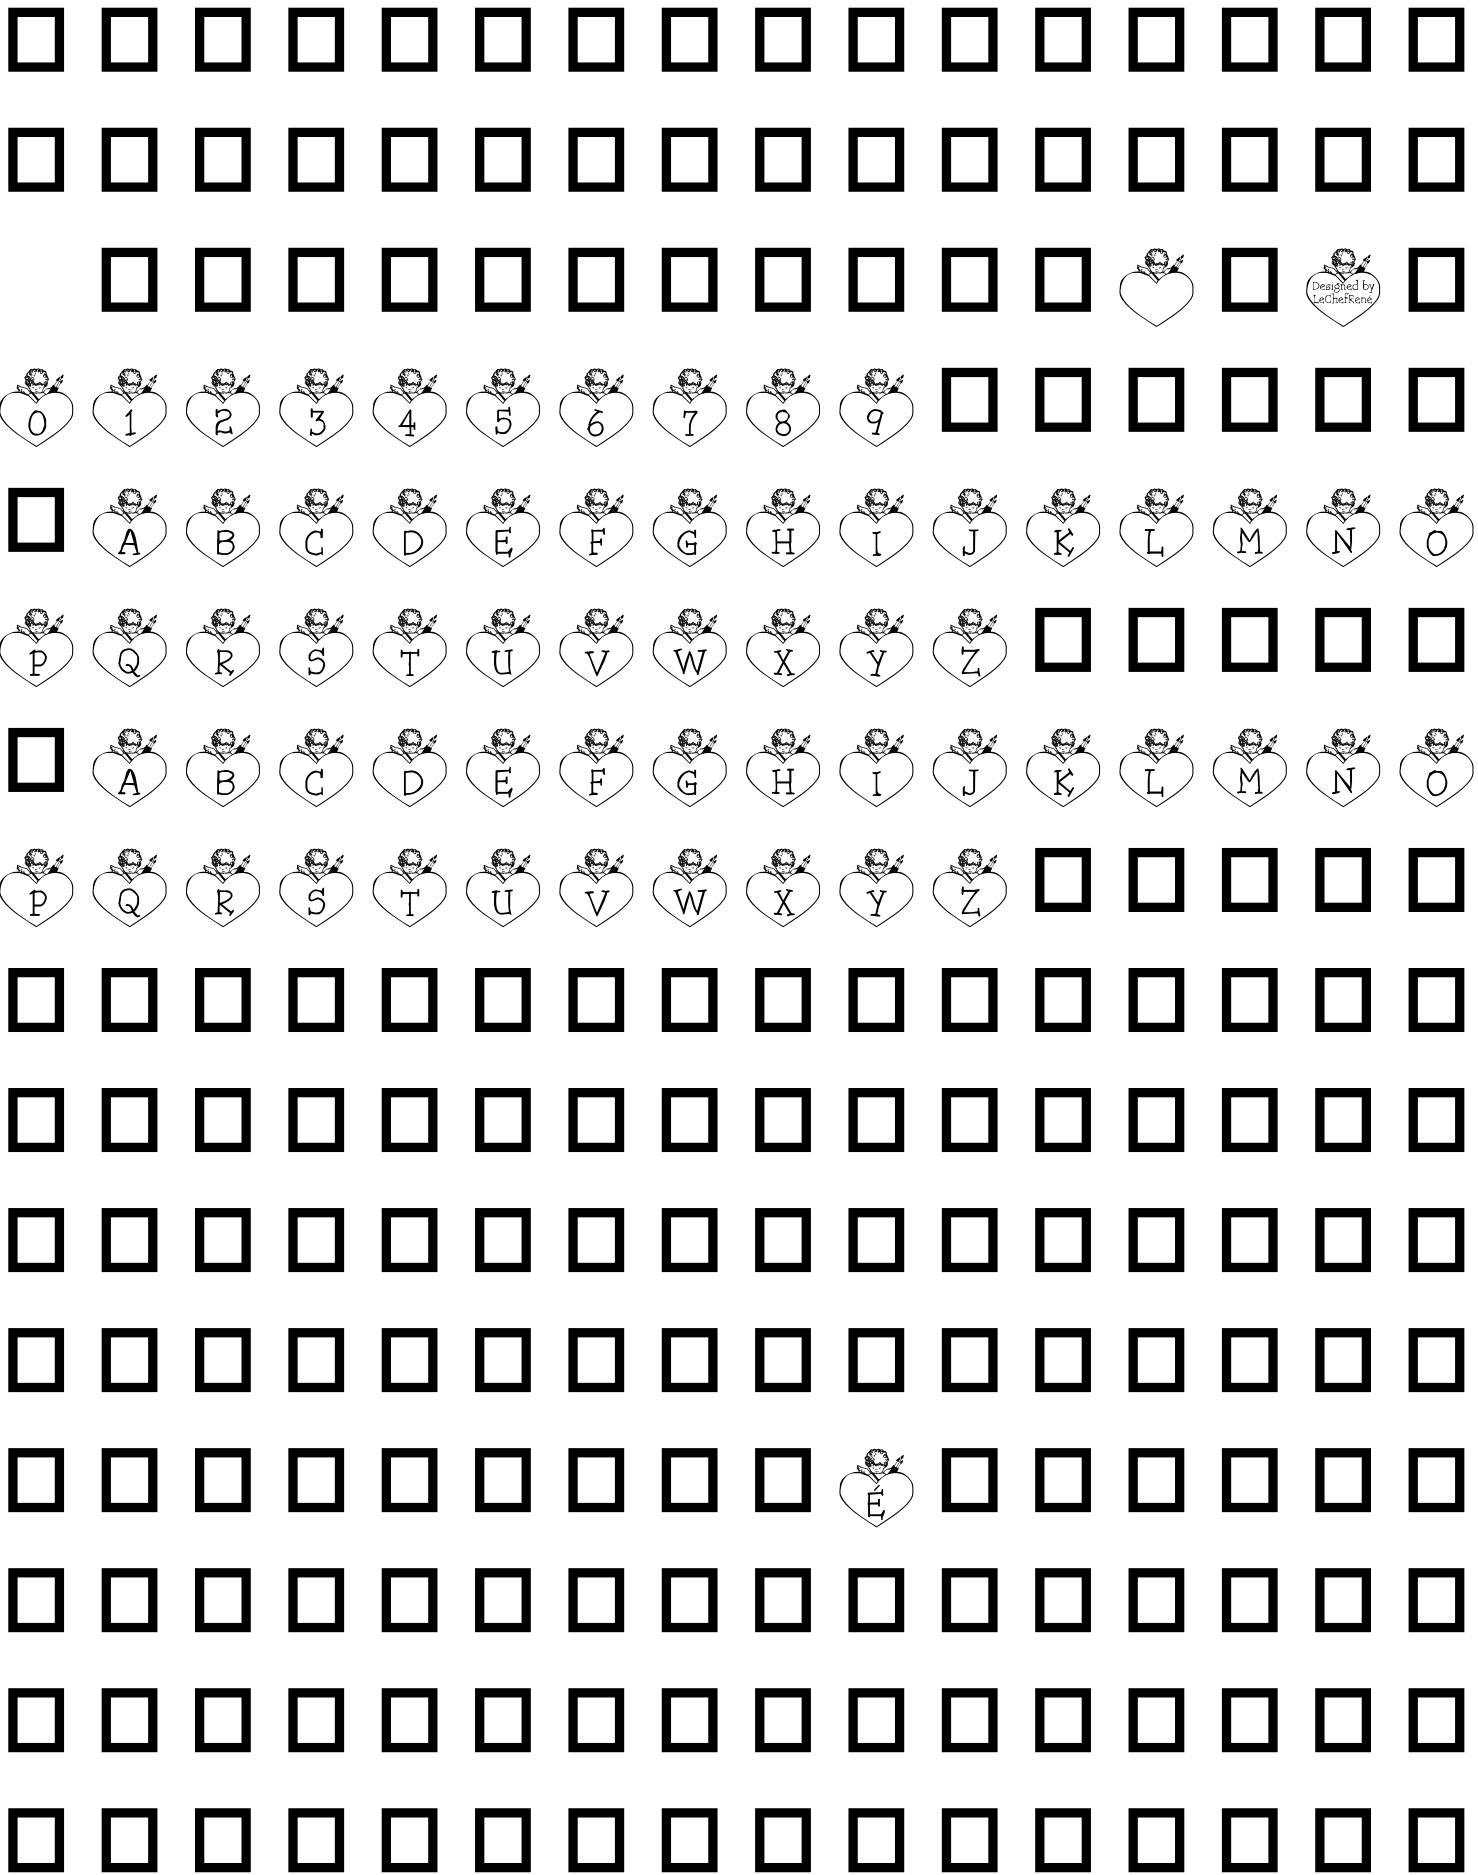 Designed by
LeChefRené
0 1 2 3 4 5 6 7 8 9
A B C D E F G H I J K L M N O
P Q R S T U V W X Y Z
A B C D E F G H I J K L M N O
P Q R S T U V W X Y Z
É